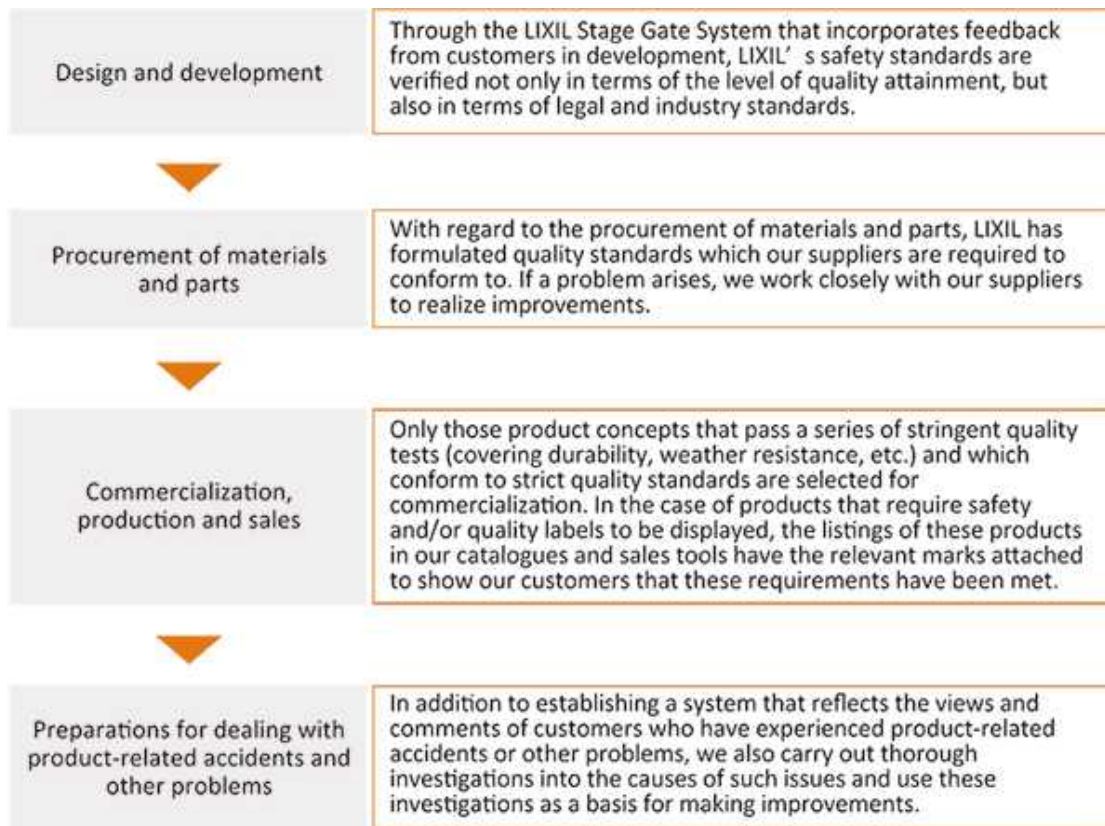 Design and development
Through the LIXIL Stage Gate System that incorporates feedback
from customers in development, LIXIL’ s safety standards are
verified not only in terms of the level of quality attainment, but
also in terms of legal and industry standards.
Procurement of materials
and parts
With regard to the procurement of materials and parts, LIXIL has
formulated quality standards which our suppliers are required to
conform to. If a problem arises, we work closely with our suppliers
to realize improvements.
Commercialization,
production and sales
Only those product concepts that pass a series of stringent quality
tests (covering durability, weather resistance, etc.) and which
conform to strict quality standards are selected for
commercialization. In the case of products that require safety
and/or quality labels to be displayed, the listings of these products
in our catalogues and sales tools have the relevant marks attached
to show our customers that these requirements have been met.
Preparations for dealing with
product-related accidents and
other problems
In addition to establishing a system that reflects the views and
comments of customers who have experienced product-related
accidents or other problems, we also carry out thorough
investigations into the causes of such issues and use these
investigations as a basis for making improvements.